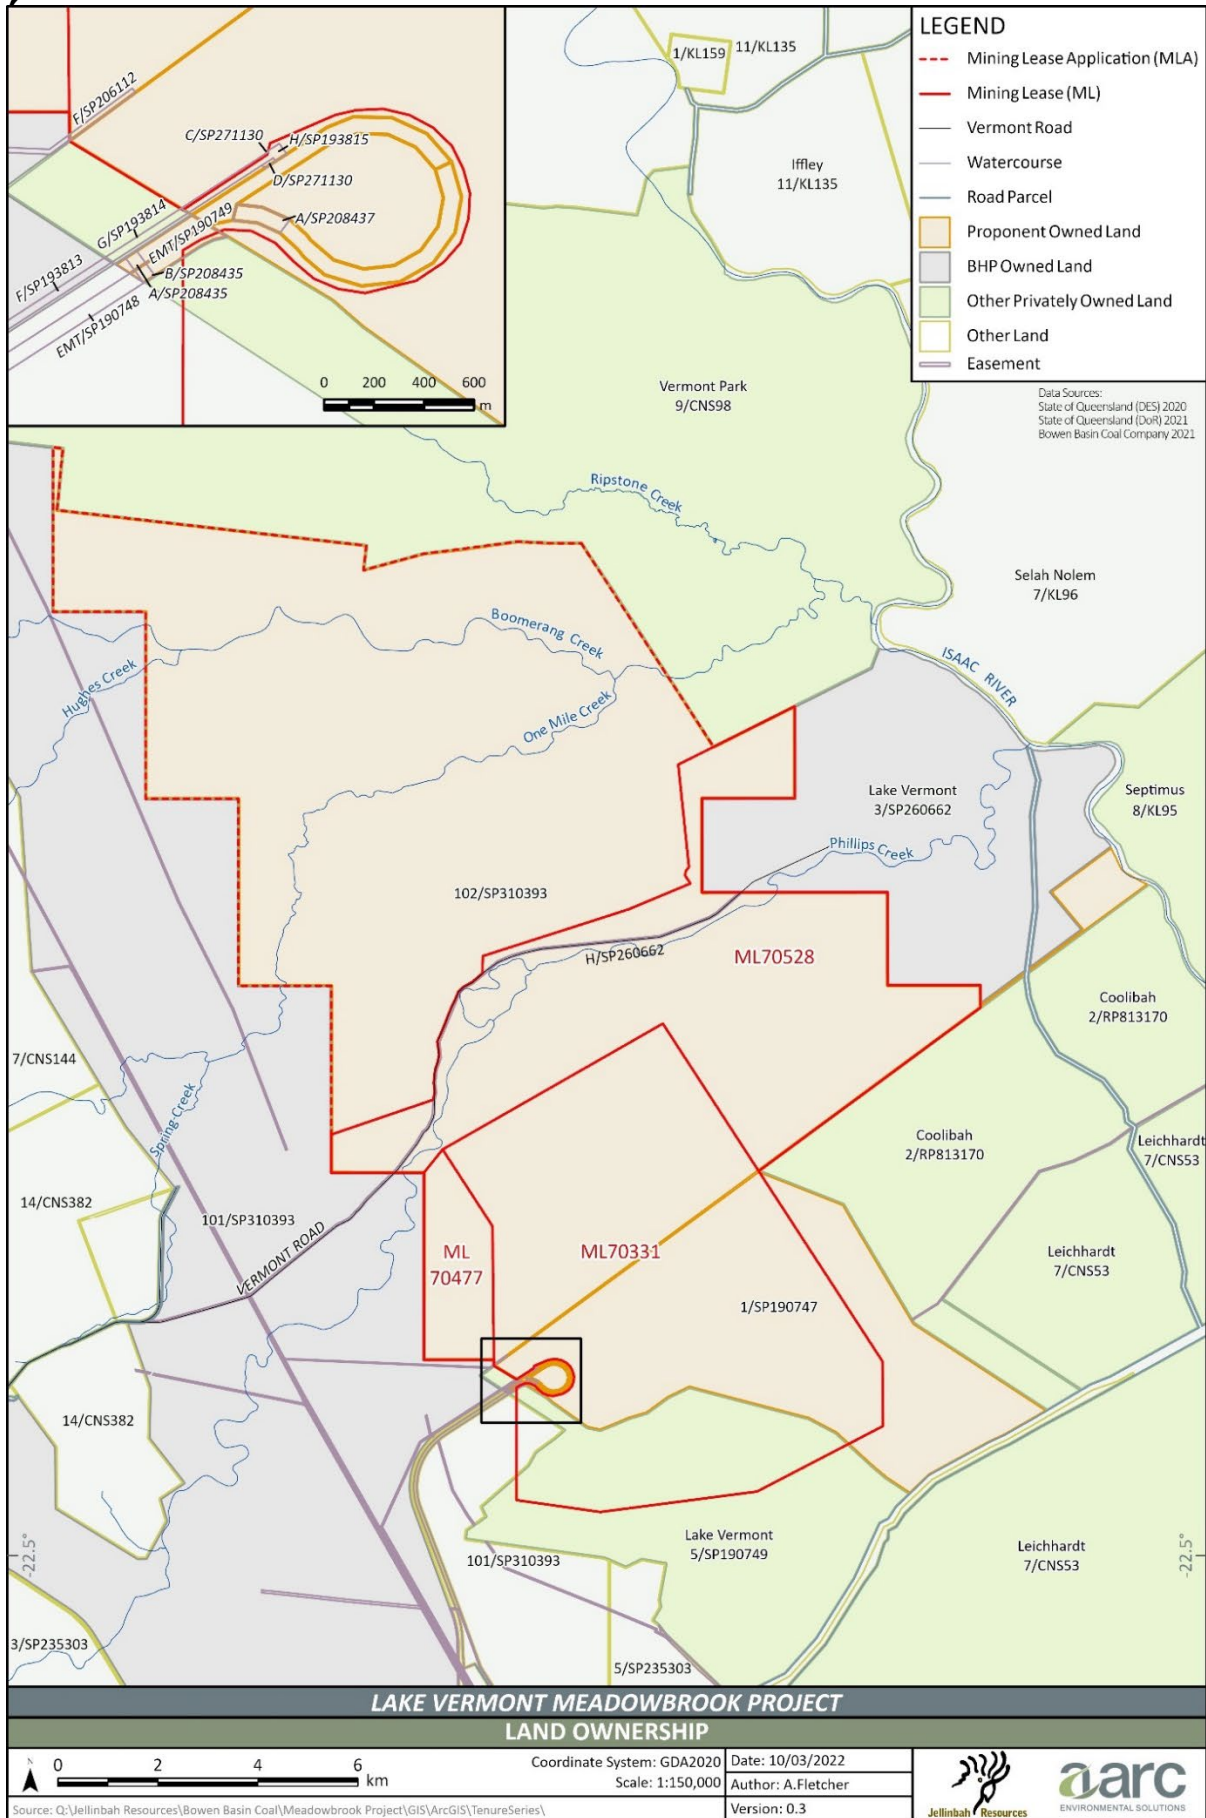 LEGEND
Mining Lease Application (MLA)
Mining Lease (ML)
Vermont Road
Watercourse
Road Parcel
Proponent Owned Land
BHP Owned Land
Other Privately Owned Land
Other Land
Easement
Data Sources:
State of Queensland (DES) 2020
State of Queensland (DoR) 2021
Bowen Basin Coal Company 2021
F/SP206112
C/SP271130
H/SP193815
D/SP271130
G/SP193814
EMT/SP190749
A/SP208437
F/SP193813
B/SP208435
A/SP208435
EMT/SP190748
0 200 400 600
m
1/KL159
11/KL135
Iffley
11/KL135
Vermont Park
9/CNS98
Ripstone Creek
Selah Nolem
7/KL96
Boomerang Creek
ISAAC RIVER
Hughes Creek
One Mile Creek
Lake Vermont
3/SP260662
Septimus
8/KL95
Phillips Creek
102/SP310393
H/SP260662
ML70528
Coolibah
2/RP813170
7/CNS144
Spring Creek
Coolibah
2/RP813170
Leichhardt
7/CNS53
14/CNS382
101/SP310393
VERMONT ROAD
ML
70477
ML70331
Leichhardt
7/CNS53
1/SP190747
14/CNS382
Lake Vermont
5/SP190749
101/SP310393
Leichhardt
7/CNS53
-22.5°
-22.5°
3/SP235303
5/SP235303
LAKE VERMONT MEADOWBROOK PROJECT
LAND OWNERSHIP
N
0 2 4 6
km
Coordinate System: GDA2020
Scale: 1:150,000
Date: 10/03/2022
Author: A.Fletcher
Version: 0.3
Source: Q:\Jellinbah Resources\Bowen Basin Coal\Meadowbrook Project\GIS\ArcGIS\TenureSeries\
Jellinbah Resources
aarc
ENVIRONMENTAL SOLUTIONS